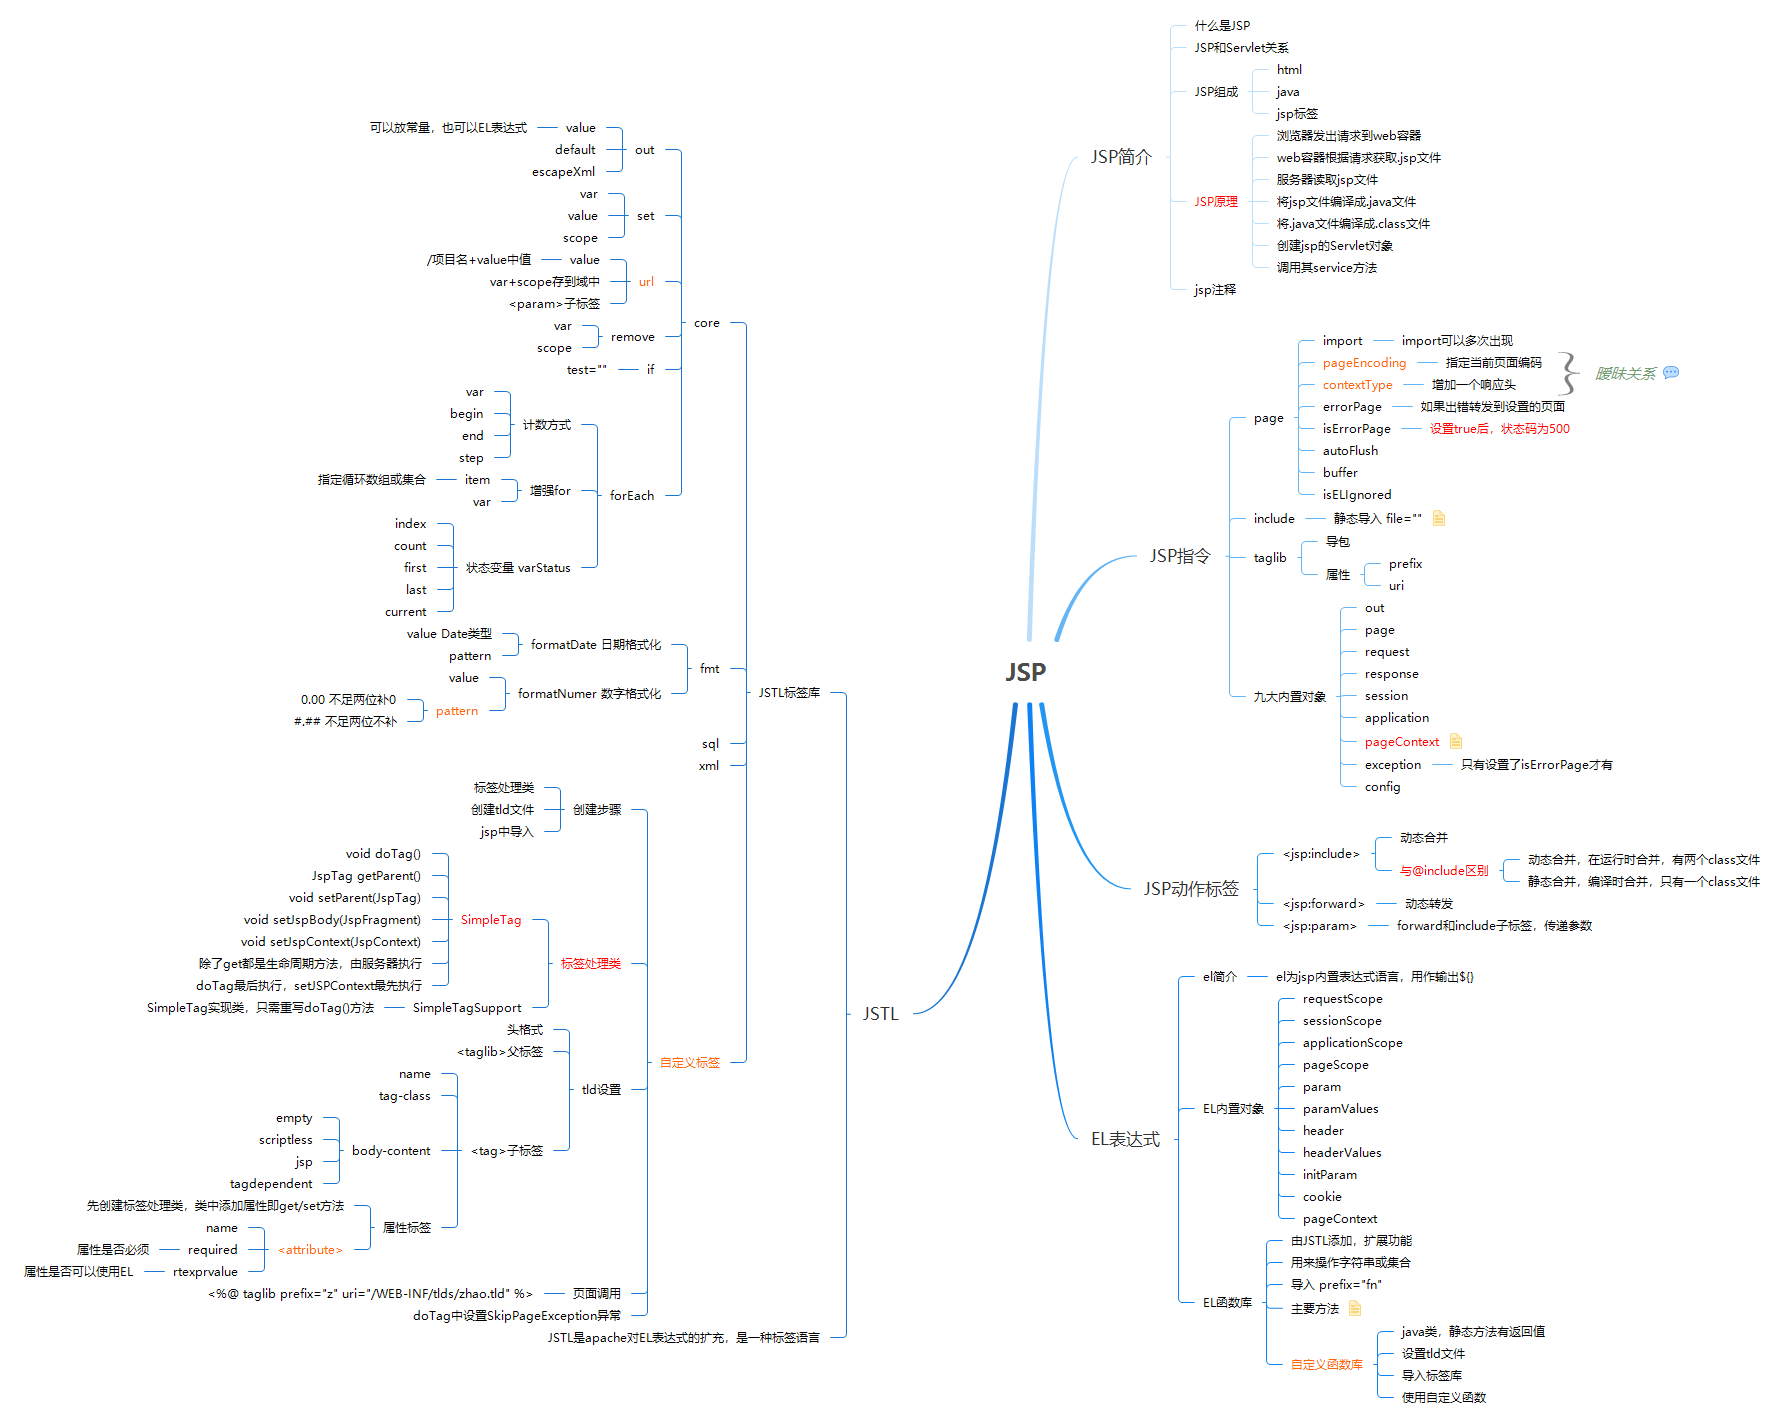 JSP
JSP简介
什么是JSP
JSP和Servlet关系
JSP组成
html
java
jsp标签
JSP原理
浏览器发出请求到web容器
web容器根据请求获取.jsp文件
服务器读取jsp文件
将jsp文件编译成.java文件
将.java文件编译成.class文件
创建jsp的Servlet对象
调用其service方法
jsp注释
JSP指令
page
import
import可以多次出现
pageEncoding
指定当前页面编码
contextType
增加一个响应头
暧昧关系
errorPage
如果出错转发到设置的页面
isErrorPage
设置true后，状态码为500
autoFlush
buffer
isELIgnored
include
静态导入 file=""
taglib
导包
属性
prefix
uri
九大内置对象
out
page
request
response
session
application
pageContext
exception
只有设置了isErrorPage才有
config
JSP动作标签
<jsp:include>
动态合并
与@include区别
动态合并，在运行时合并，有两个class文件
静态合并，编译时合并，只有一个class文件
<jsp:forward>
动态转发
<jsp:param>
forward和include子标签，传递参数
EL表达式
el简介
el为jsp内置表达式语言，用作输出${}
EL内置对象
requestScope
sessionScope
applicationScope
pageScope
param
paramValues
header
headerValues
initParam
cookie
pageContext
EL函数库
由JSTL添加，扩展功能
用来操作字符串或集合
导入 prefix="fn"
主要方法
自定义函数库
java类，静态方法有返回值
设置tld文件
导入标签库
使用自定义函数
JSTL
JSTL标签库
core
out
value
可以放常量，也可以EL表达式
default
escapeXml
set
var
value
scope
url
value
/项目名+value中值
var+scope存到域中
<param>子标签
remove
var
scope
if
test=""
forEach
计数方式
var
begin
end
step
增强for
item
指定循环数组或集合
var
状态变量 varStatus
index
count
first
last
current
fmt
formatDate 日期格式化
value Date类型
pattern
formatNumer 数字格式化
value
pattern
0.00 不足两位补0
#.## 不足两位不补
sql
xml
自定义标签
创建步骤
标签处理类
创建tld文件
jsp中导入
标签处理类
SimpleTag
void doTag()
JspTag getParent()
void setParent(JspTag)
void setJspBody(JspFragment)
void setJspContext(JspContext)
除了get都是生命周期方法，由服务器执行
doTag最后执行，setJSPContext最先执行
SimpleTagSupport
SimpleTag实现类，只需重写doTag()方法
tld设置
头格式
<taglib>父标签
<tag>子标签
name
tag-class
body-content
empty
scriptless
jsp
tagdependent
属性标签
先创建标签处理类，类中添加属性即get/set方法
<attribute>
name
required
属性是否必须
rtexprvalue
属性是否可以使用EL
页面调用
<%@ taglib prefix="z" uri="/WEB-INF/tlds/zhao.tld" %>
doTag中设置SkipPageException异常
JSTL是apache对EL表达式的扩充，是一种标签语言